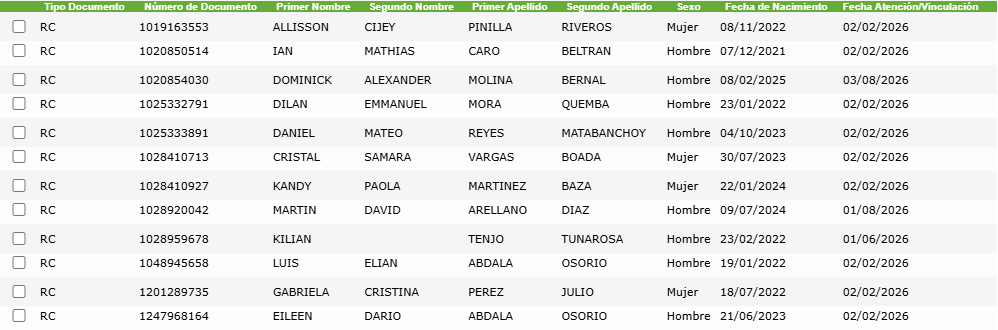 Tipo Documento Número de Documento Primer Nombre Segundo Nombre Primer Apellido Segundo Apellido Sexo Fecha de Nacimiento Fecha Atención/Vinculación
RC 1019163553 ALLISSON CIJEY PINILLA RIVEROS Mujer 08/11/2022 02/02/2026
RC 1020850514 IAN MATHIAS CARO BELTRAN Hombre 07/12/2021 02/02/2026
RC 1020854030 DOMINICK ALEXANDER MOLINA BERNAL Hombre 08/02/2025 03/08/2026
RC 1025332791 DILAN EMMANUEL MORA QUEMBA Hombre 23/01/2022 02/02/2026
RC 1025333891 DANIEL MATEO REYES MATABANCHOY Hombre 04/10/2023 02/02/2026
RC 1028410713 CRISTAL SAMARA VARGAS BOADA Mujer 30/07/2023 02/02/2026
RC 1028410927 KANDY PAOLA MARTINEZ BAZA Mujer 22/01/2024 02/02/2026
RC 1028920042 MARTIN DAVID ARELLANO DIAZ Hombre 09/07/2024 01/08/2026
RC 1028959678 KILIAN TENJO TUNAROSA Hombre 23/02/2022 01/06/2026
RC 1048945658 LUIS ELIAN ABDALA OSORIO Hombre 19/01/2022 02/02/2026
RC 1201289735 GABRIELA CRISTINA PEREZ JULIO Mujer 18/07/2022 02/02/2026
RC 1247968164 EILEEN DARIO ABDALA OSORIO Hombre 21/06/2023 02/02/2026